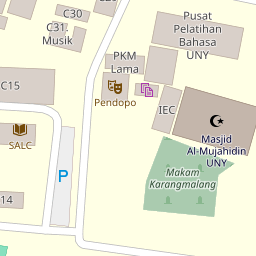 C30
C31.
Musik
Pusat
Pelatihan
Bahasa
UNY
PKM
Lama
C15
Pendopo
IEC
Masjid
Al-Mujahidin
UNY
SALC
Makam
Karangmalang
P
14